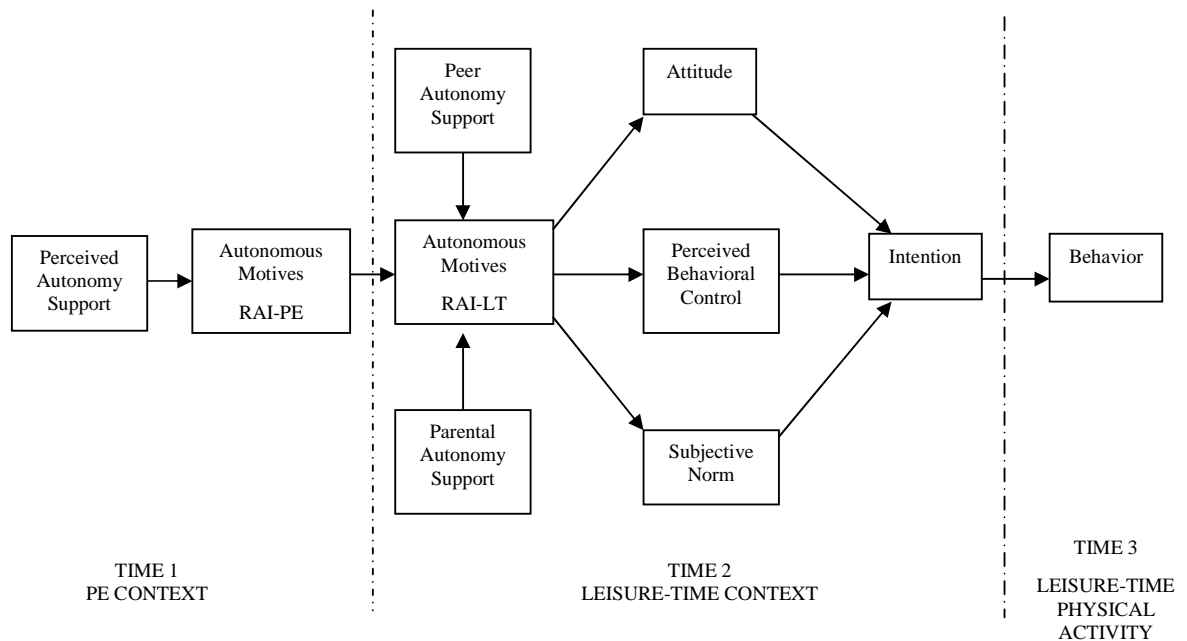 Peer
Autonomy
Support
Attitude
Perceived
Autonomy
Support
Autonomous
Motives
RAI-PE
Autonomous
Motives
RAI-LT
Perceived
Behavioral
Control
Intention
Behavior
Parental
Autonomy
Support
Subjective
Norm
TIME 1
PE CONTEXT
TIME 2
LEISURE-TIME CONTEXT
TIME 3
LEISURE-TIME
PHYSICAL
ACTIVITY